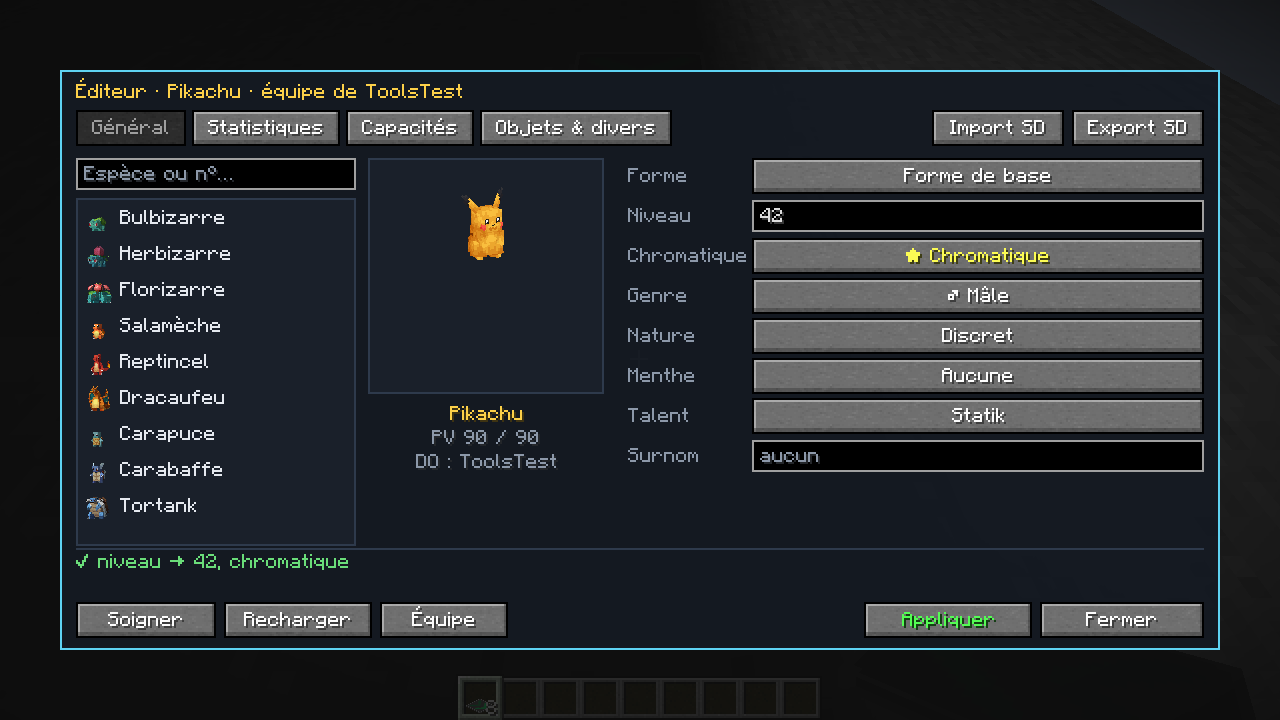 Éditeur · Pikachu · équipe de ToolsTest
Général Statistiques Capacités Objets & divers Import SD Export SD
Espèce ou n°...
Bulbizarre
Herbizarre
Florizarre
Salamèche
Reptincel
Dracaufeu
Carapuce
Carabaffe
Tortank
Pikachu
PV 90 / 90
DO : ToolsTest
Forme Forme de base
Niveau 42
Chromatique ★ Chromatique
Genre ♂ Mâle
Nature Discret
Menthe Aucune
Talent Statik
Surnom aucun
✓ niveau → 42, chromatique
Soigner Recharger Équipe Appliquer Fermer
8